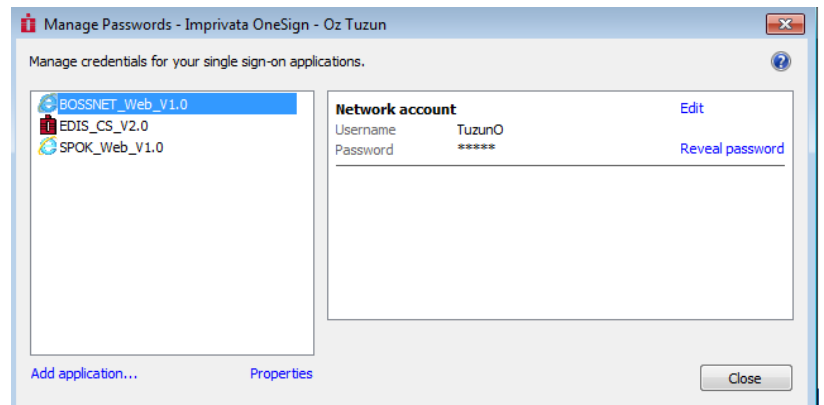 Manage Passwords - Imprivata OneSign - Oz Tuzun
Manage credentials for your single sign-on applications.
BOSSNET_Web_V1.0
EDIS_CS_V2.0
SPOK_Web_V1.0
Network account Edit
Username TuzunO
Password ***** Reveal password
Add application... Properties
Close